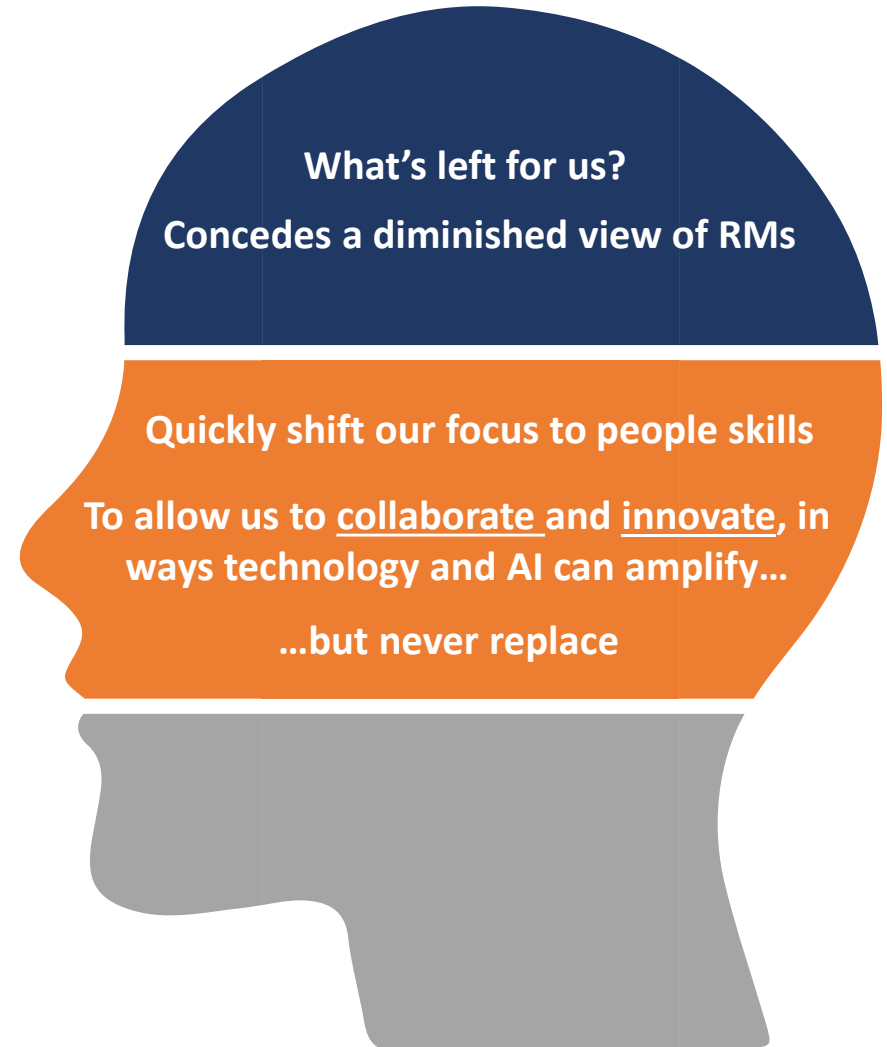 What’s left for us?
Concedes a diminished view of RMs
Quickly shift our focus to people skills
To allow us to collaborate and innovate, in
ways technology and AI can amplify…
…but never replace